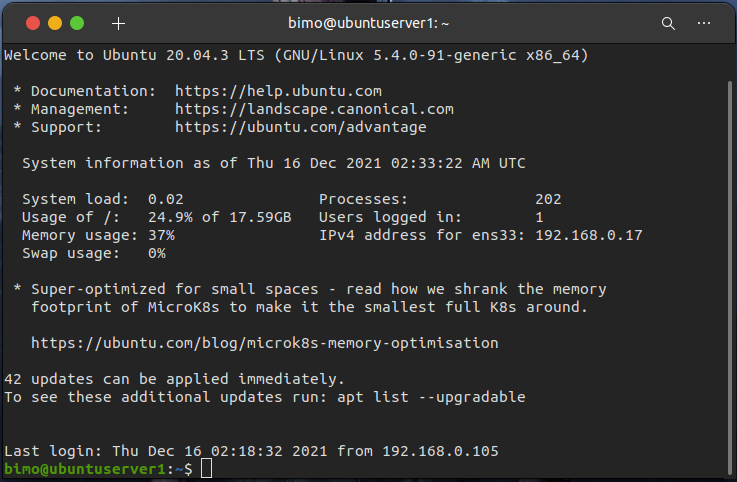 bimo@ubuntuserver1: ~
Welcome to Ubuntu 20.04.3 LTS (GNU/Linux 5.4.0-91-generic x86_64)
* Documentation:  https://help.ubuntu.com
* Management:     https://landscape.canonical.com
* Support:        https://ubuntu.com/advantage
System information as of Thu 16 Dec 2021 02:33:22 AM UTC
System load:  0.02               Processes:              202
Usage of /:   24.9% of 17.59GB   Users logged in:        1
Memory usage: 37%                IPv4 address for ens33: 192.168.0.17
Swap usage:   0%
* Super-optimized for small spaces - read how we shrank the memory
footprint of MicroK8s to make it the smallest full K8s around.
https://ubuntu.com/blog/microk8s-memory-optimisation
42 updates can be applied immediately.
To see these additional updates run: apt list --upgradable
Last login: Thu Dec 16 02:18:32 2021 from 192.168.0.105
bimo@ubuntuserver1:~$